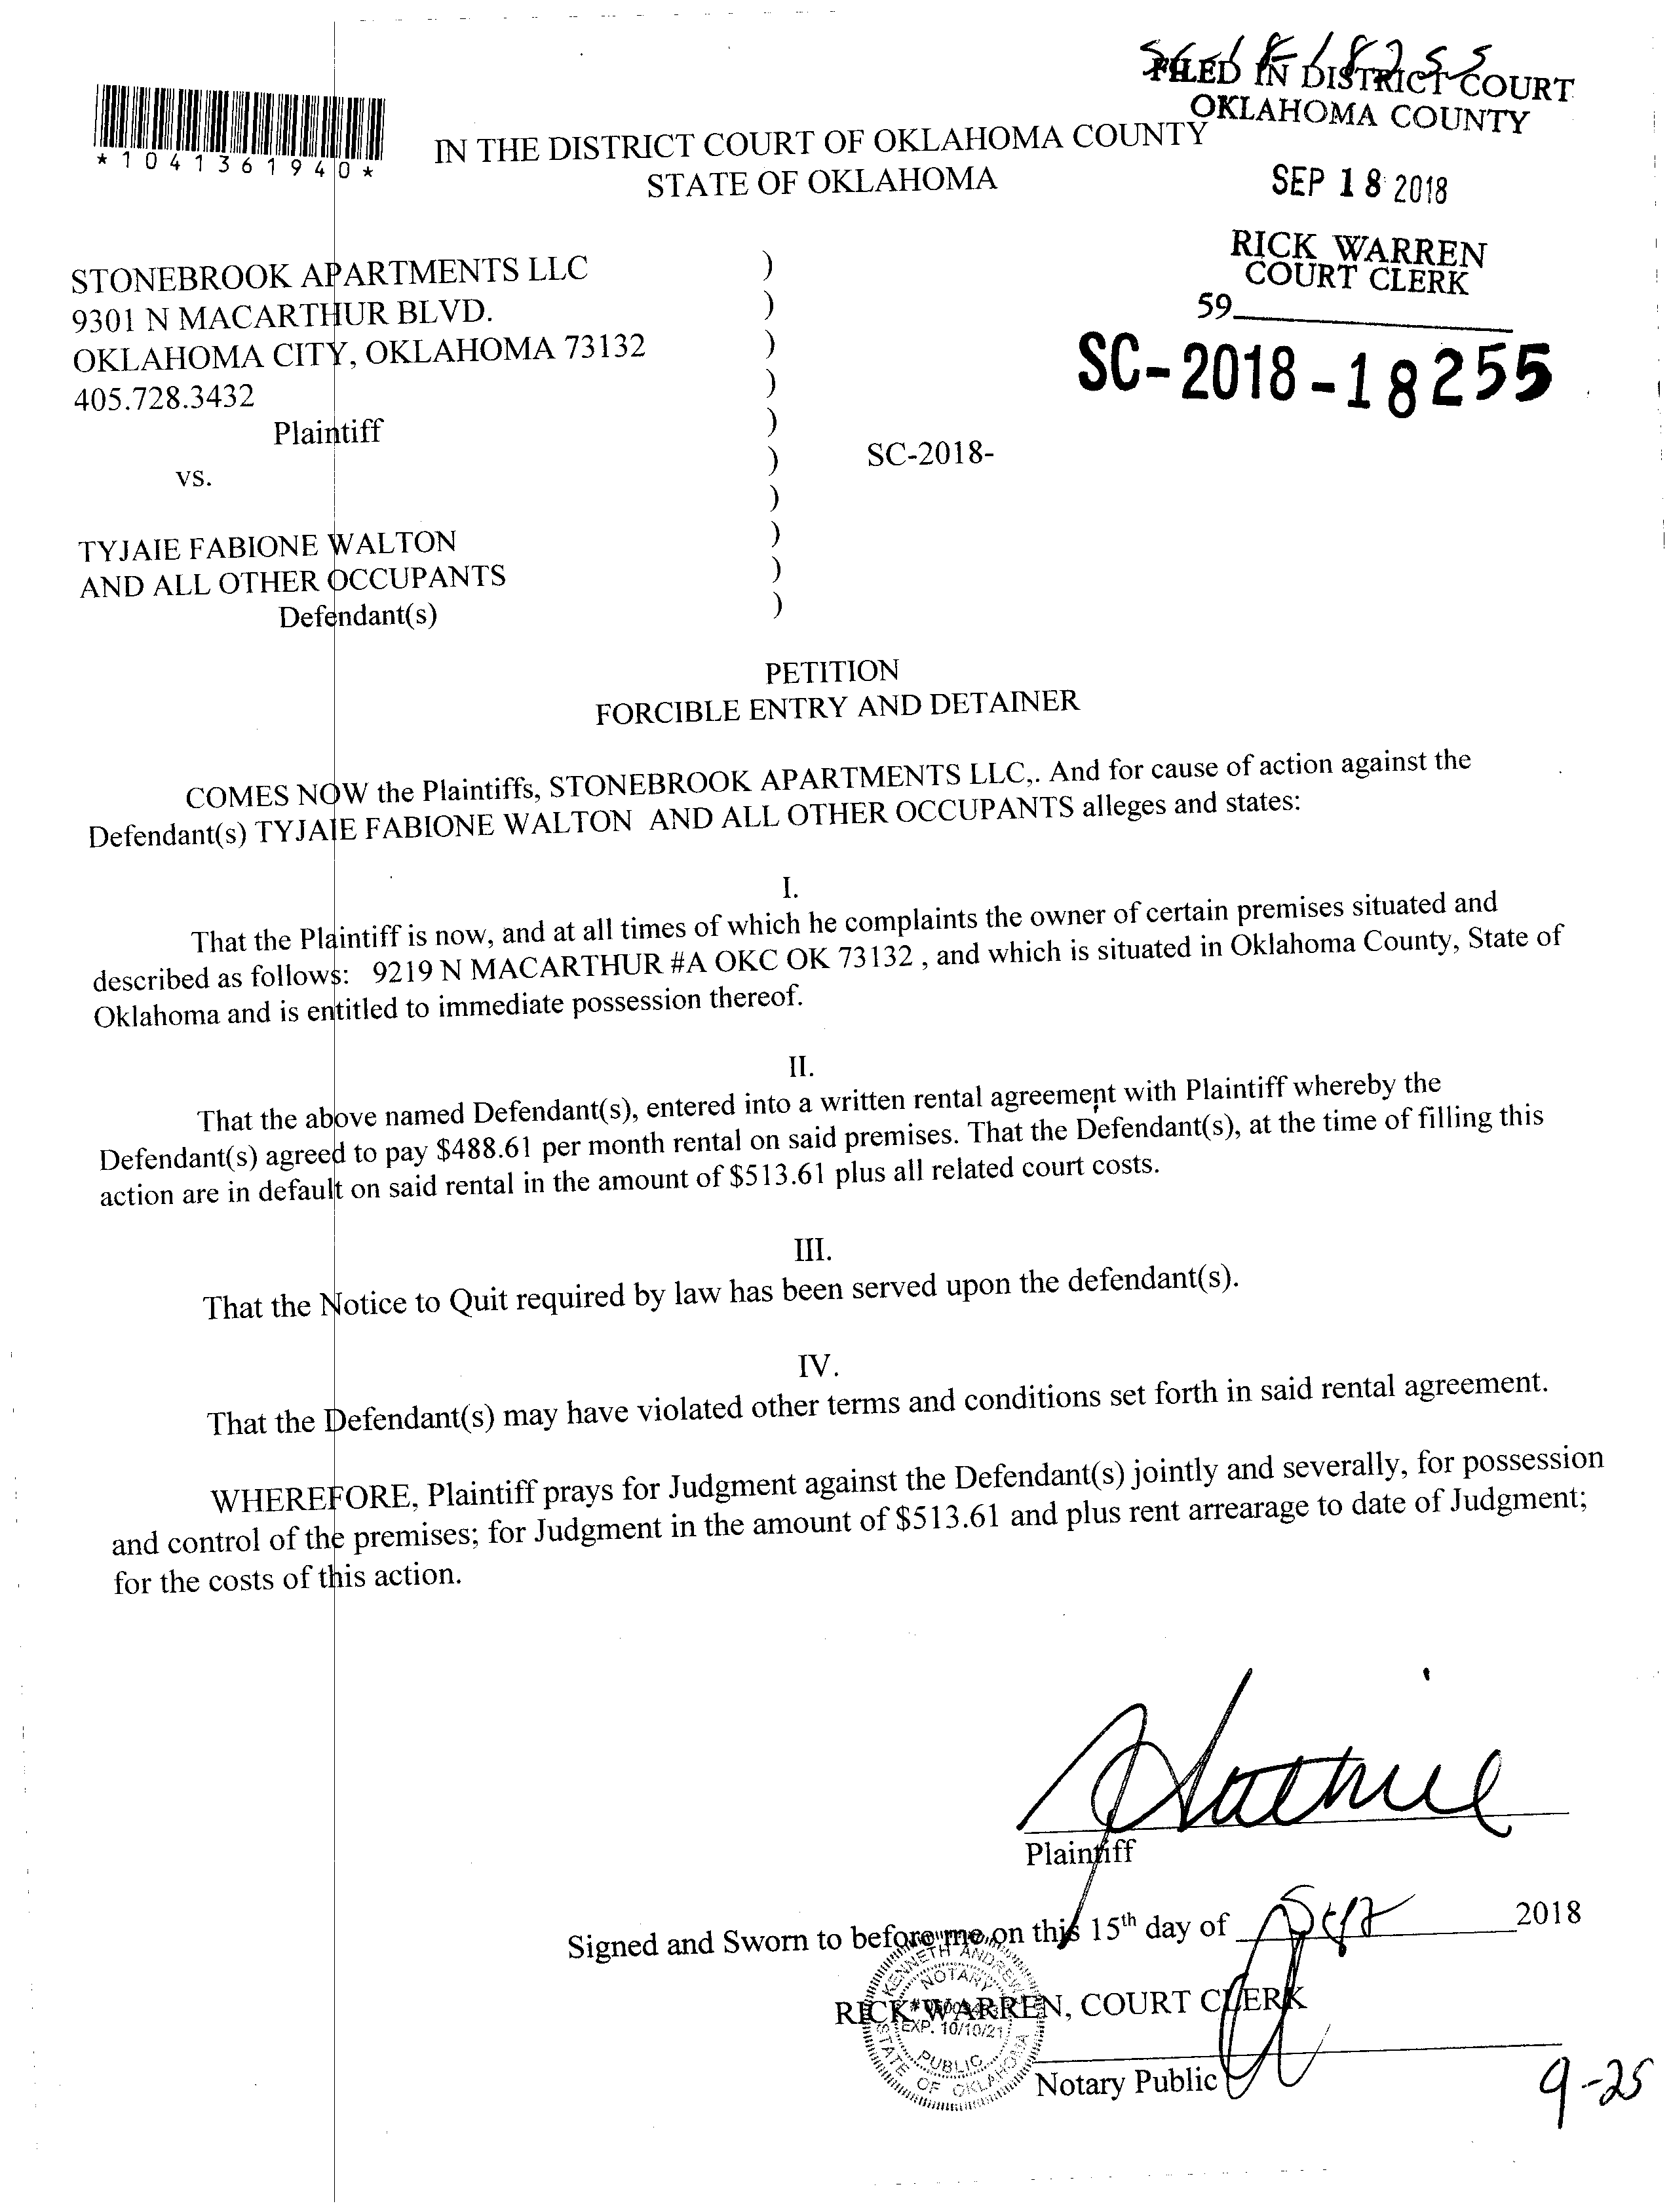 SC-18-18255
FILED IN DISTRICT COURT
OKLAHOMA COUNTY
*1041361940*
IN THE DISTRICT COURT OF OKLAHOMA COUNTY
STATE OF OKLAHOMA
SEP 18 2018
RICK WARREN
COURT CLERK
59
SC-2018-18255
STONEBROOK APARTMENTS LLC )
9301 N MACARTHUR BLVD. )
OKLAHOMA CITY, OKLAHOMA 73132 )
405.728.3432 )
Plaintiff )
vs. ) SC-2018-
)
TYJAIE FABIONE WALTON )
AND ALL OTHER OCCUPANTS )
Defendant(s) )
PETITION
FORCIBLE ENTRY AND DETAINER
COMES NOW the Plaintiffs, STONEBROOK APARTMENTS LLC,. And for cause of action against the
Defendant(s) TYJAIE FABIONE WALTON AND ALL OTHER OCCUPANTS alleges and states:
I.
That the Plaintiff is now, and at all times of which he complaints the owner of certain premises situated and
described as follows: 9219 N MACARTHUR #A OKC OK 73132 , and which is situated in Oklahoma County, State of
Oklahoma and is entitled to immediate possession thereof.
II.
That the above named Defendant(s), entered into a written rental agreement with Plaintiff whereby the
Defendant(s) agreed to pay $488.61 per month rental on said premises. That the Defendant(s), at the time of filling this
action are in default on said rental in the amount of $513.61 plus all related court costs.
III.
That the Notice to Quit required by law has been served upon the defendant(s).
IV.
That the Defendant(s) may have violated other terms and conditions set forth in said rental agreement.
WHEREFORE, Plaintiff prays for Judgment against the Defendant(s) jointly and severally, for possession
and control of the premises; for Judgment in the amount of $513.61 and plus rent arrearage to date of Judgment;
for the costs of this action.
Plaintiff
Signed and Sworn to before me on this 15th day of Sept 2018
KENNETH ANDREW
NOTARY
EXP. 10/10/21
PUBLIC
STATE OF OKLAHOMA
RICK WARREN, COURT CLERK
Notary Public
9-25